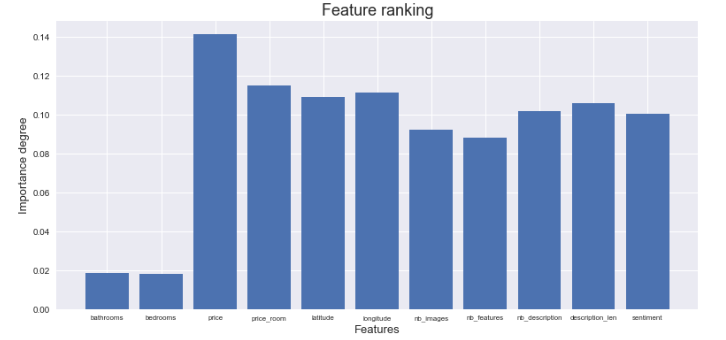 Feature ranking
0.14
0.12
0.10
0.08
0.06
0.04
0.02
0.00
Importance degree
bathrooms bedrooms price price_room latitude longitude nb_images nb_features nb_description description_len sentiment
Features